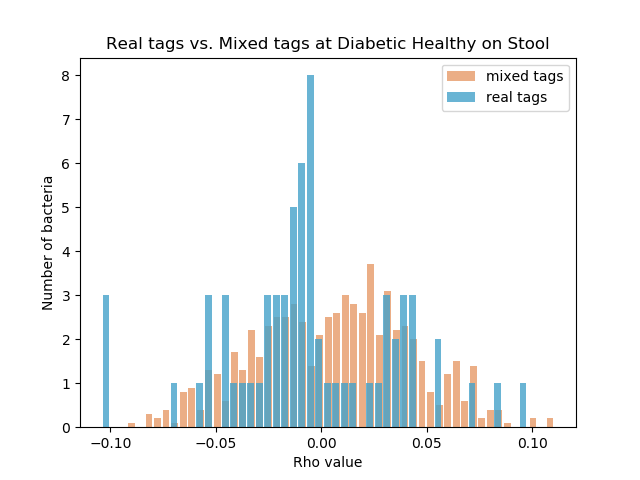 Real tags vs. Mixed tags at Diabetic Healthy on Stool
mixed tags
real tags
8
7
6
5
4
3
2
1
0
Number of bacteria
−0.10
−0.05
0.00
0.05
0.10
Rho value